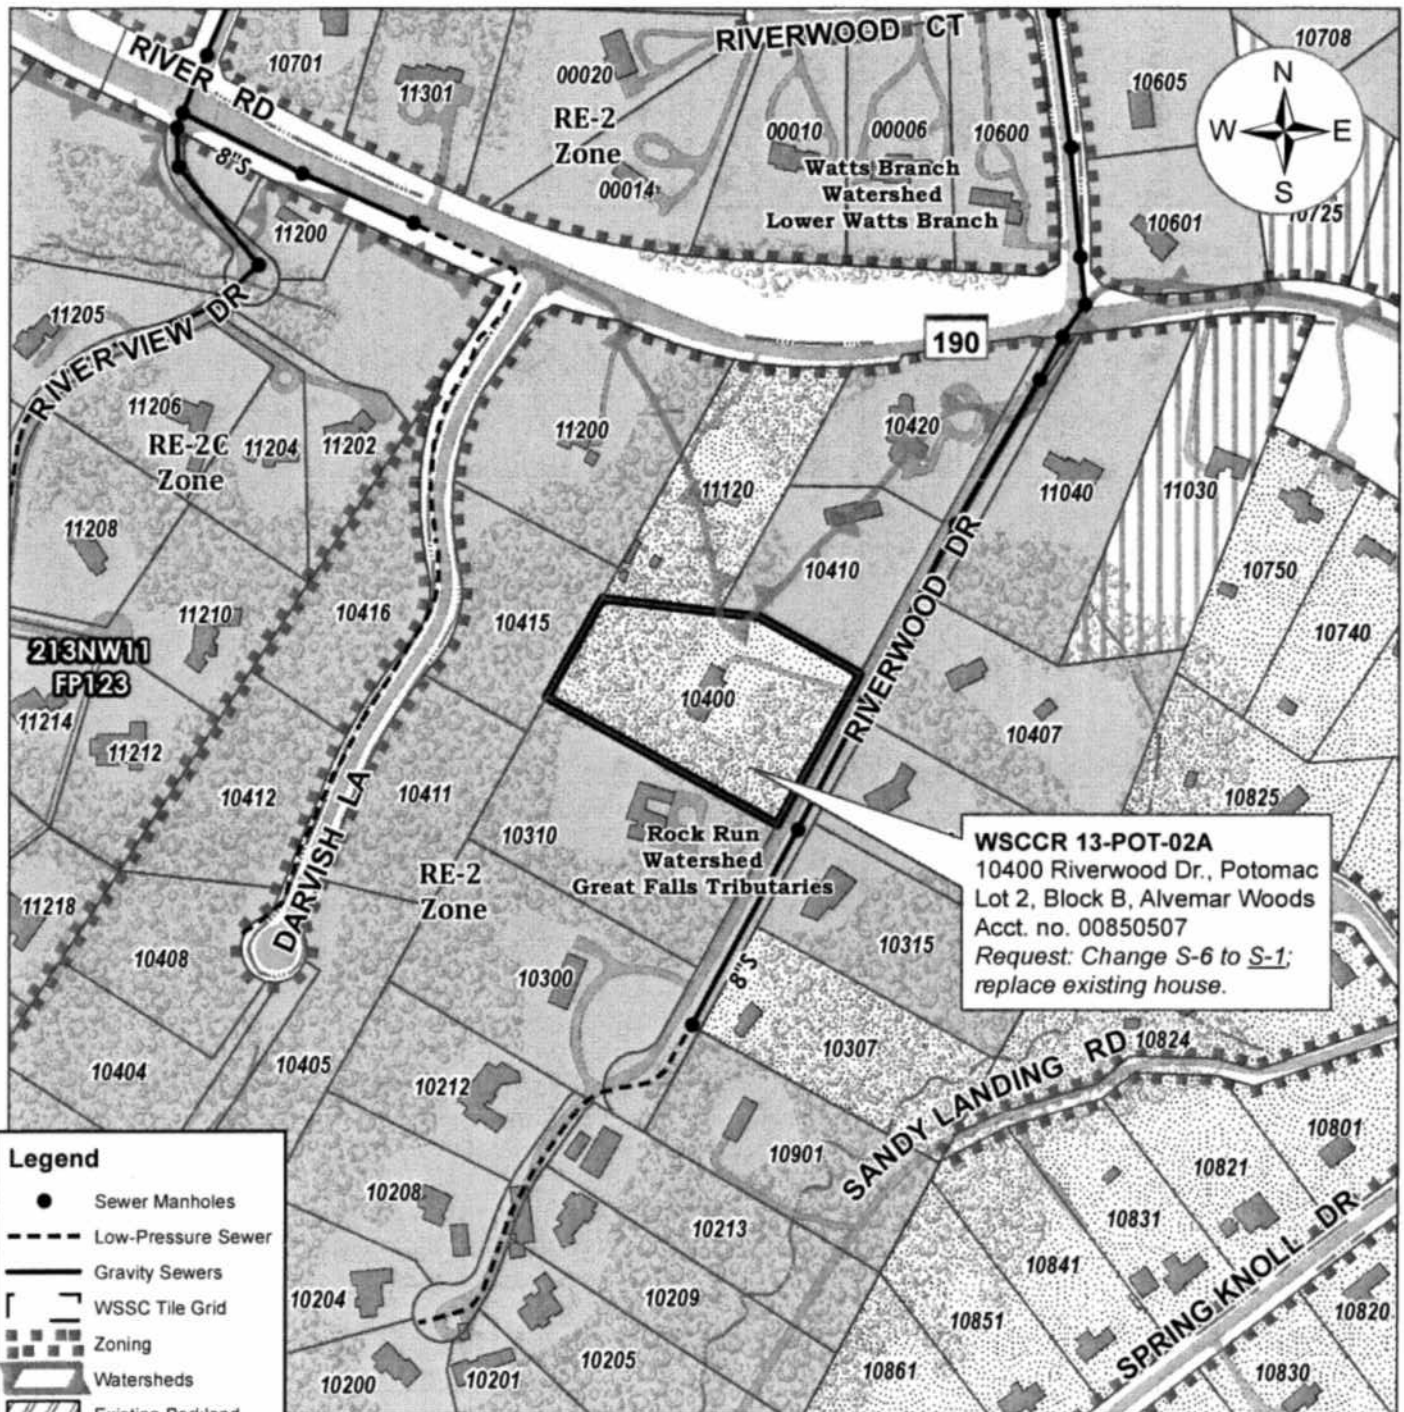 RIVERWOOD CT
RIVER RD
10701
11301
00020
RE-2
Zone
00014
00010
00006
10600
10605
10708
N
W
E
S
10725
Watts Branch
Watershed
Lower Watts Branch
10601
8"S
11200
190
11205
RIVER VIEW DR
11206
RE-2C
Zone
11204
11202
11200
10420
11120
11040
11030
11208
10410
RIVERWOOD DR
10750
11210
10416
10415
10740
213NW11
FP123
10400
11214
11212
10407
10412
DARVISH LA
10411
10310
10825
Rock Run
Watershed
Great Falls Tributaries
WSCCR 13-POT-02A
10400 Riverwood Dr., Potomac
Lot 2, Block B, Alvemar Woods
Acct. no. 00850507
Request: Change S-6 to S-1;
replace existing house.
RE-2
Zone
11218
10408
10315
10300
8"S
10307
SANDY LANDING RD
10824
10404
10405
10212
10901
10801
10821
10208
10213
10831
SPRING KNOLL DR
10841
10204
10209
10851
10820
10200
10201
10205
10861
10830
Legend
Sewer Manholes
Low-Pressure Sewer
Gravity Sewers
WSSC Tile Grid
Zoning
Watersheds